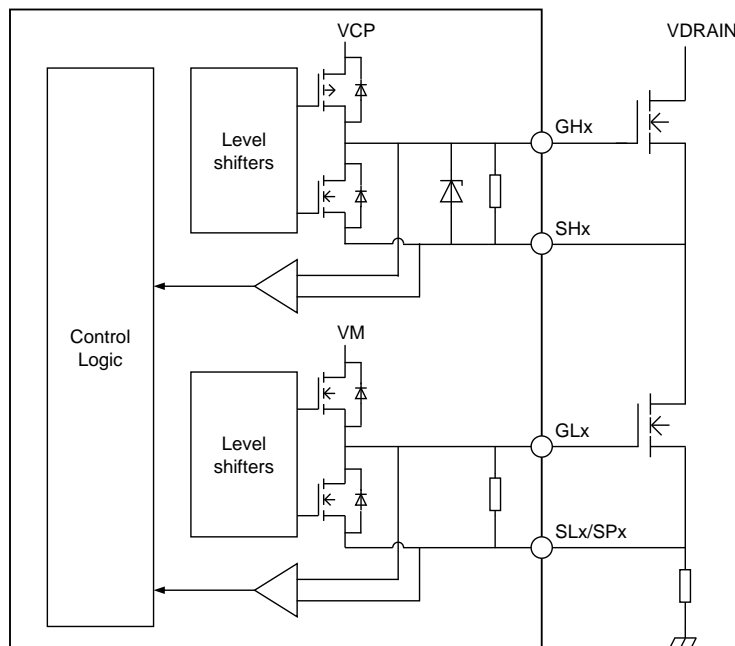 VCP
VDRAIN
Level
shifters
GHx
SHx
Control
Logic
VM
Level
shifters
GLx
SLx/SPx